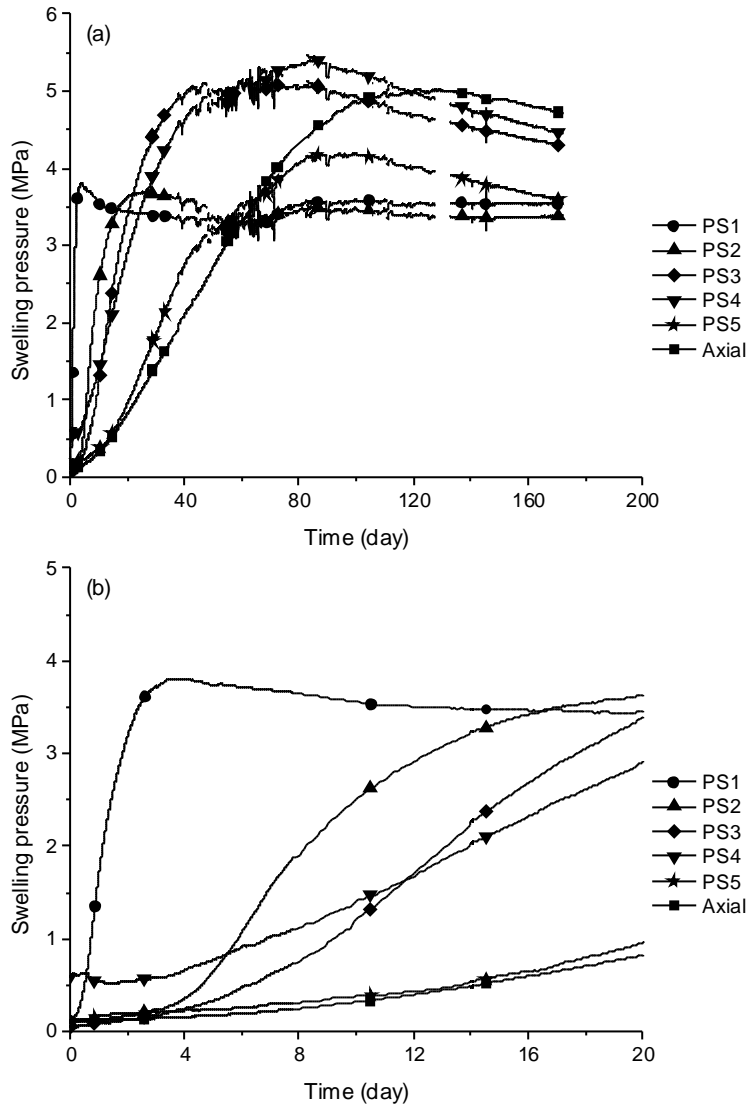 (a)
6
5
4
3
2
1
0
Swelling pressure (MPa)
0 40 80 120 160 200
Time (day)
PS1
PS2
PS3
PS4
PS5
Axial
(b)
5
4
3
2
1
0
Swelling pressure (MPa)
0 4 8 12 16 20
Time (day)
PS1
PS2
PS3
PS4
PS5
Axial